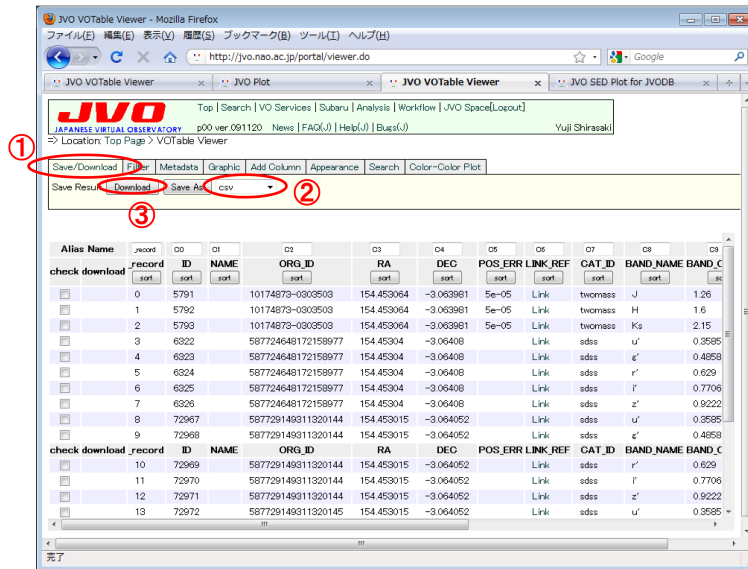 JVO VOTable Viewer - Mozilla Firefox
ファイル(F) 編集(E) 表示(V) 履歴(S) ブックマーク(B) ツール(T) ヘルプ(H)
http://jvo.nao.ac.jp/portal/viewer.do
Google
JVO VOTable Viewer × JVO Plot × JVO VOTable Viewer × JVO SED Plot for JVODB ×
JVO
JAPANESE VIRTUAL OBSERVATORY
Top | Search | VO Services | Subaru | Analysis | Workflow | JVO Space[Logout]
p00 ver.091120 News | FAQ(J) | Help(J) | Bugs(J) Yuji Shirasaki
=> Location: Top Page > VOTable Viewer
①
Save/Download Filter Metadata Graphic Add Column Appearance Search Color-Color Plot
Save Result: Download Save As csv
②
③
Alias Name _record C0 C1 C2 C3 C4 C5 C6 C7 C8 C9
check download _record ID NAME ORG_ID RA DEC POS_ERR LINK_REF CAT_ID BAND_NAME BAND_C
sort sort sort sort sort sort sort sort sort sort
0 5791 10174873-0303503 154.453064 -3.063981 5e-05 Link twomass J 1.26
1 5792 10174873-0303503 154.453064 -3.063981 5e-05 Link twomass H 1.6
2 5793 10174873-0303503 154.453064 -3.063981 5e-05 Link twomass Ks 2.15
3 6322 587724648172158977 154.45304 -3.06408 Link sdss u' 0.3585
4 6323 587724648172158977 154.45304 -3.06408 Link sdss g' 0.4858
5 6324 587724648172158977 154.45304 -3.06408 Link sdss r' 0.629
6 6325 587724648172158977 154.45304 -3.06408 Link sdss i' 0.7706
7 6326 587724648172158977 154.45304 -3.06408 Link sdss z' 0.9222
8 72967 587729149311320144 154.453015 -3.064052 Link sdss u' 0.3585
9 72968 587729149311320144 154.453015 -3.064052 Link sdss g' 0.4858
check download _record ID NAME ORG_ID RA DEC POS_ERR LINK_REF CAT_ID BAND_NAME BAND_C
10 72969 587729149311320144 154.453015 -3.064052 Link sdss r' 0.629
11 72970 587729149311320144 154.453015 -3.064052 Link sdss i' 0.7706
12 72971 587729149311320144 154.453015 -3.064052 Link sdss z' 0.9222
13 72972 587729149311320145 154.453015 -3.064052 Link sdss u' 0.3585
完了